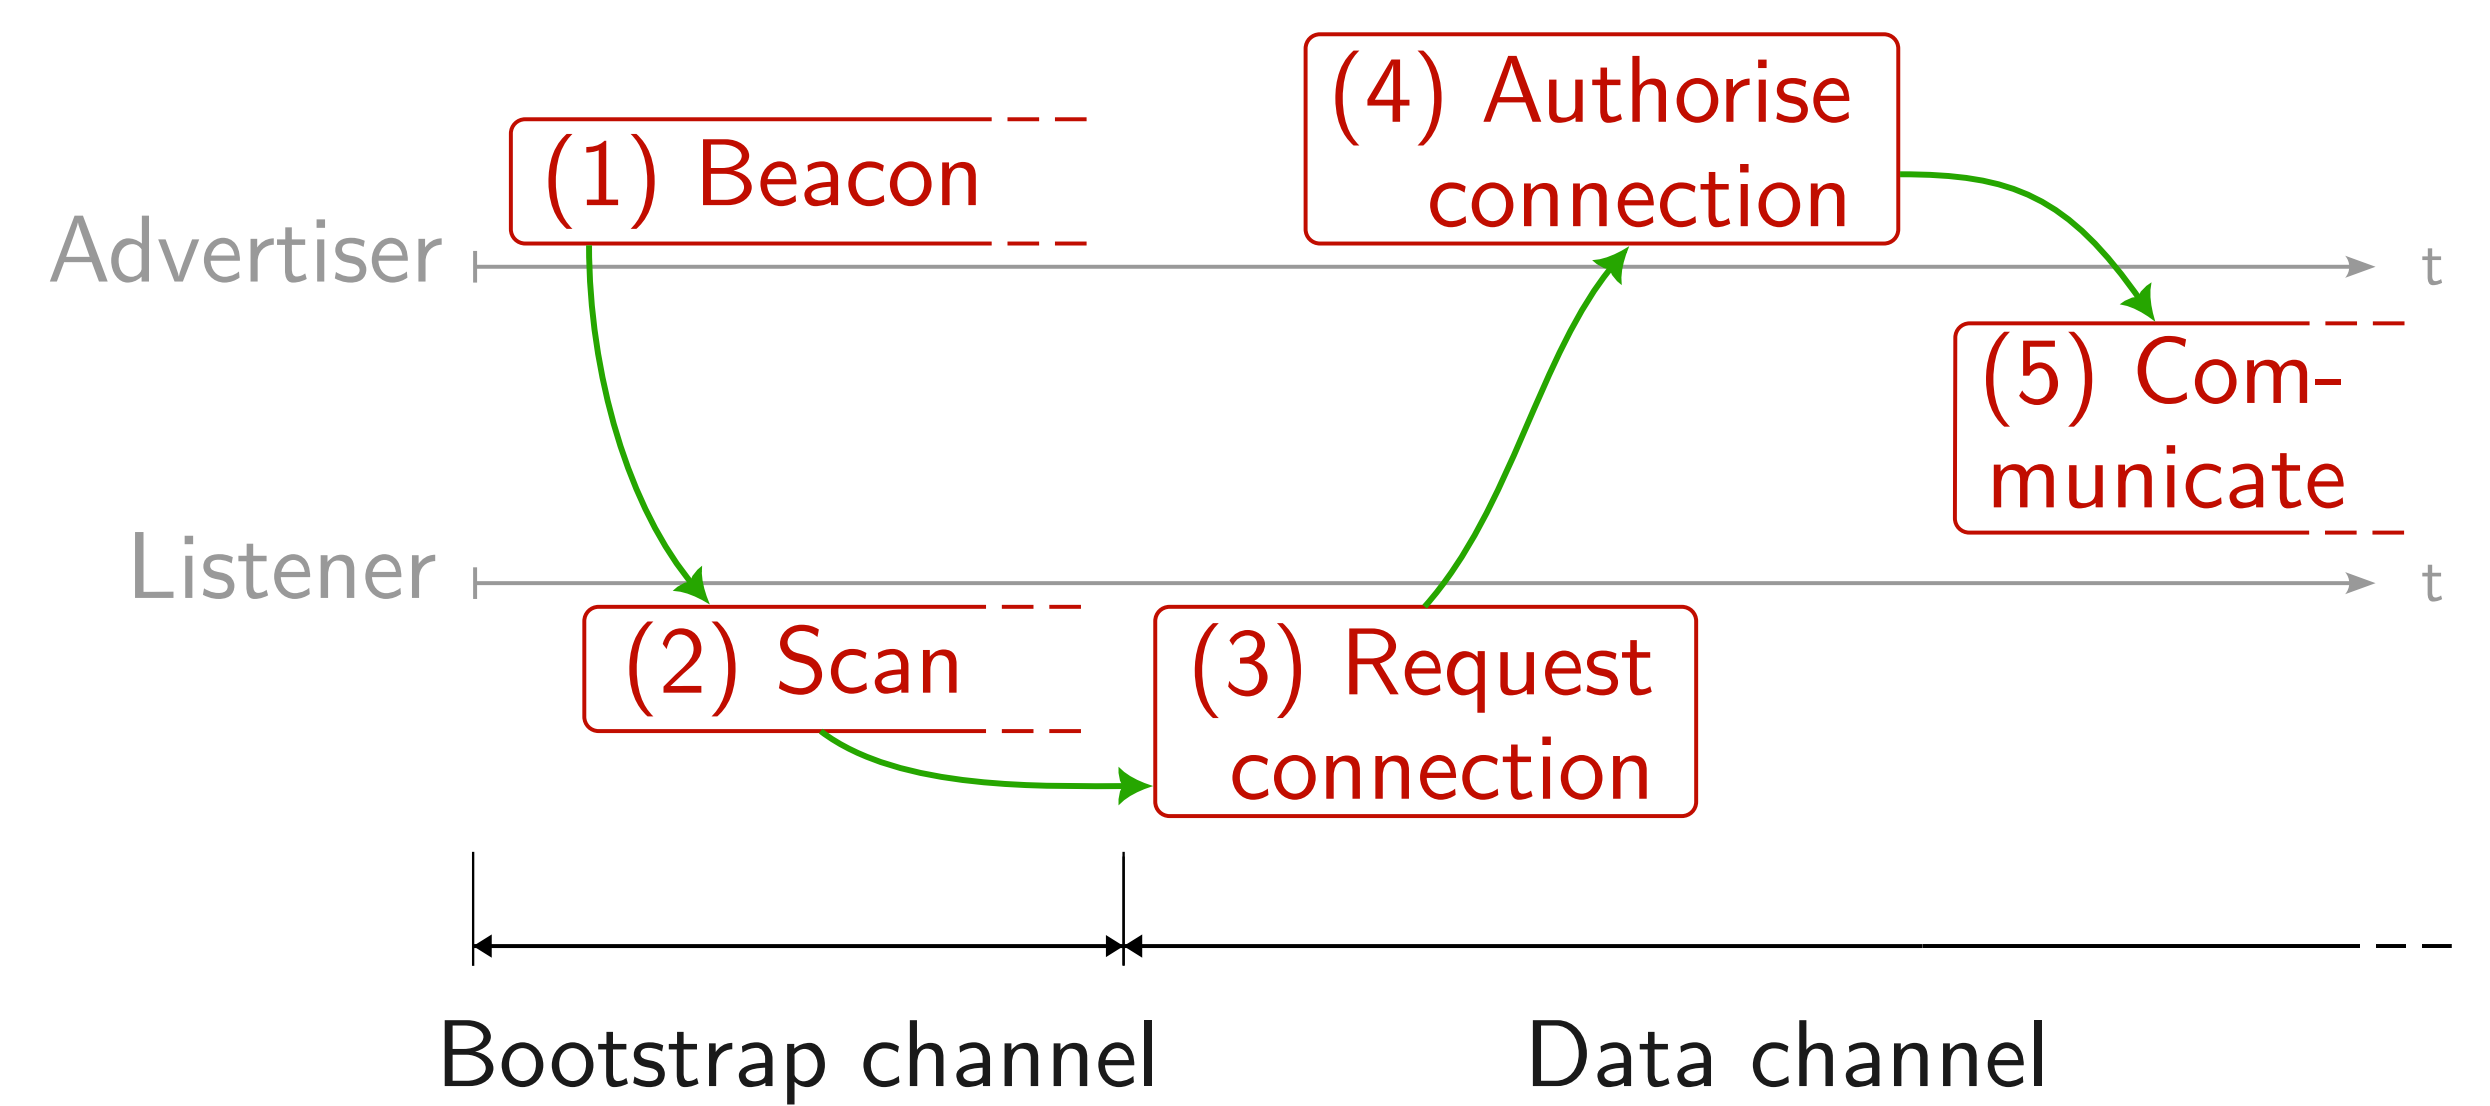 (4) Authorise
connection
(1) Beacon
Advertiser
t
(5) Com-
municate
Listener
t
(2) Scan
(3) Request
connection
Bootstrap channel
Data channel